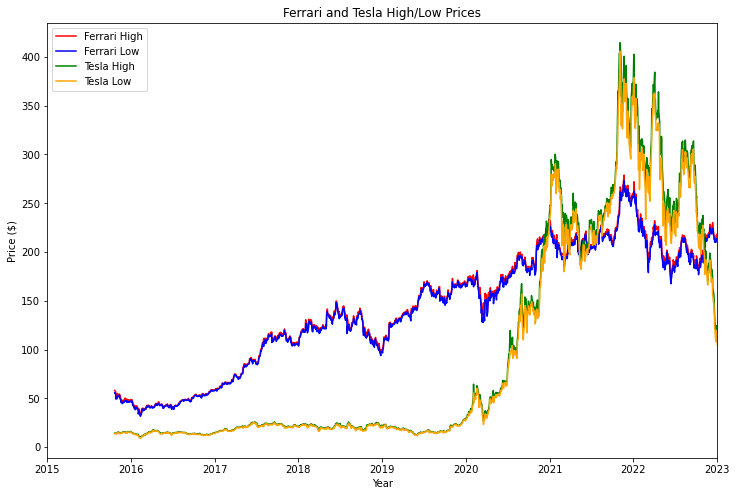 Ferrari and Tesla High/Low Prices
Ferrari High
Ferrari Low
Tesla High
Tesla Low
Price ($)
400
350
300
250
200
150
100
50
0
2015 2016 2017 2018 2019 2020 2021 2022 2023
Year